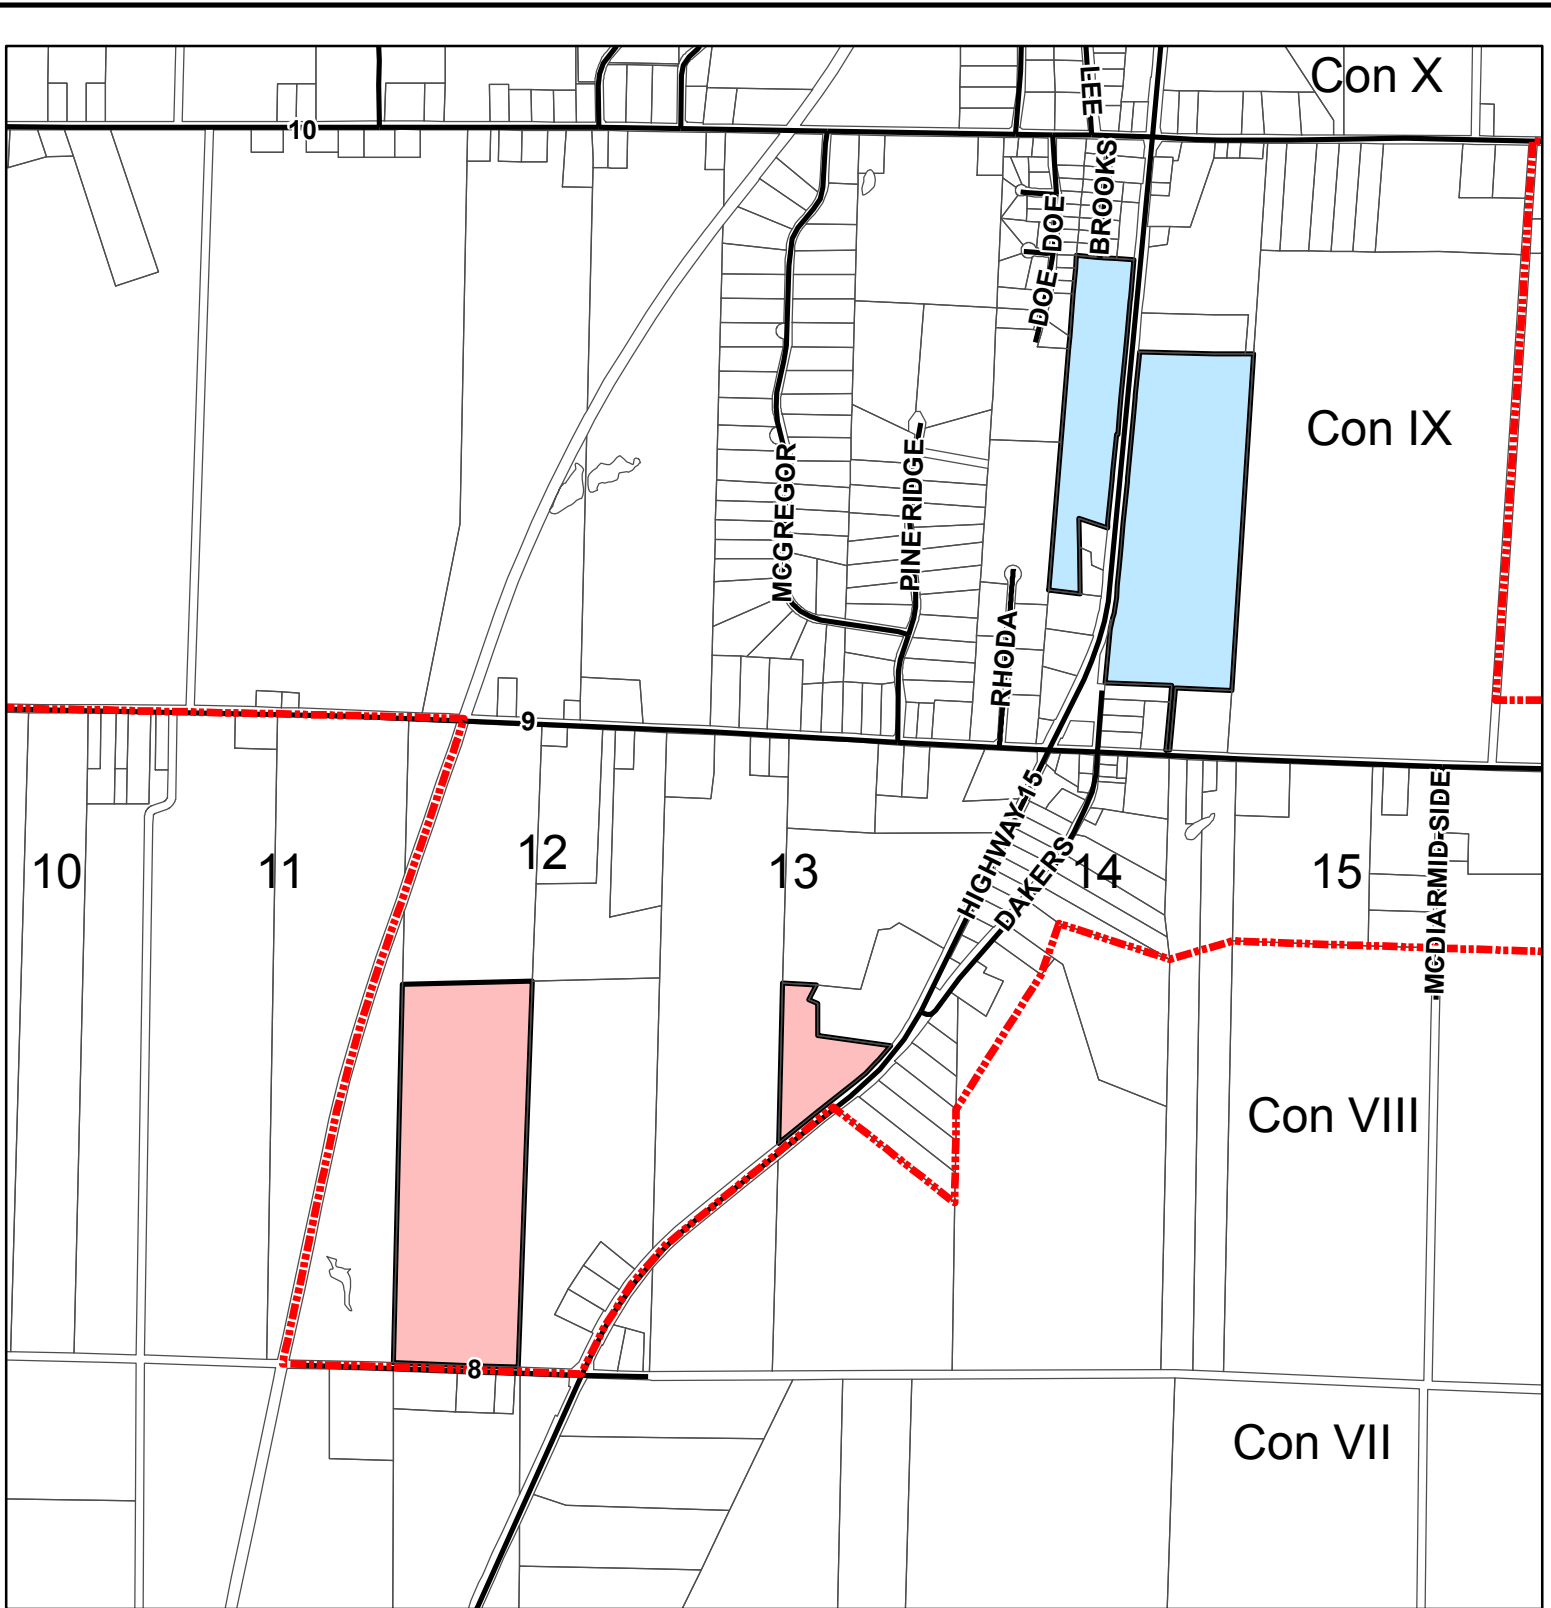 Con X
LEE
10
BROOKS
DOE
DOE
Con IX
MCGREGOR
PINE RIDGE
RHODA
9
HIGHWAY 15
MCDIARMID SIDE
10
11
12
13
14
15
DAKERS
Con VIII
8
Con VII